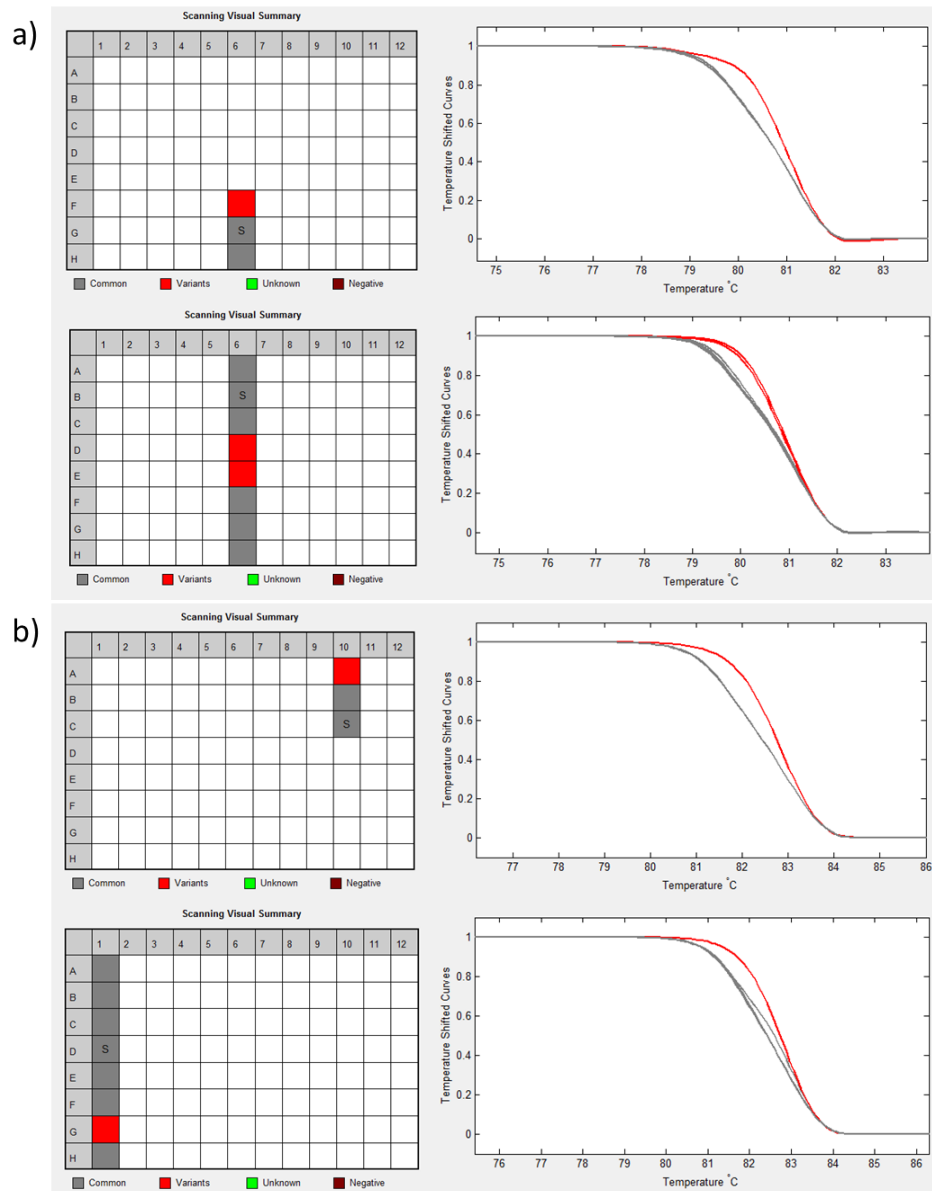 a)
Scanning Visual Summary
1 2 3 4 5 6 7 8 9 10 11 12
A
B
C
D
E
F
G S
H
Common Variants Unknown Negative
Temperature Shifted Curves
1
0.8
0.6
0.4
0.2
0
75 76 77 78 79 80 81 82 83
Temperature °C
Scanning Visual Summary
1 2 3 4 5 6 7 8 9 10 11 12
A
B S
C
D
E
F
G
H
Common Variants Unknown Negative
Temperature Shifted Curves
1
0.8
0.6
0.4
0.2
0
75 76 77 78 79 80 81 82 83
Temperature °C
b)
Scanning Visual Summary
1 2 3 4 5 6 7 8 9 10 11 12
A
B
C S
D
E
F
G
H
Common Variants Unknown Negative
Temperature Shifted Curves
1
0.8
0.6
0.4
0.2
0
77 78 79 80 81 82 83 84 85 86
Temperature °C
Scanning Visual Summary
1 2 3 4 5 6 7 8 9 10 11 12
A
B
C
D S
E
F
G
H
Common Variants Unknown Negative
Temperature Shifted Curves
1
0.8
0.6
0.4
0.2
0
76 77 78 79 80 81 82 83 84 85 86
Temperature °C